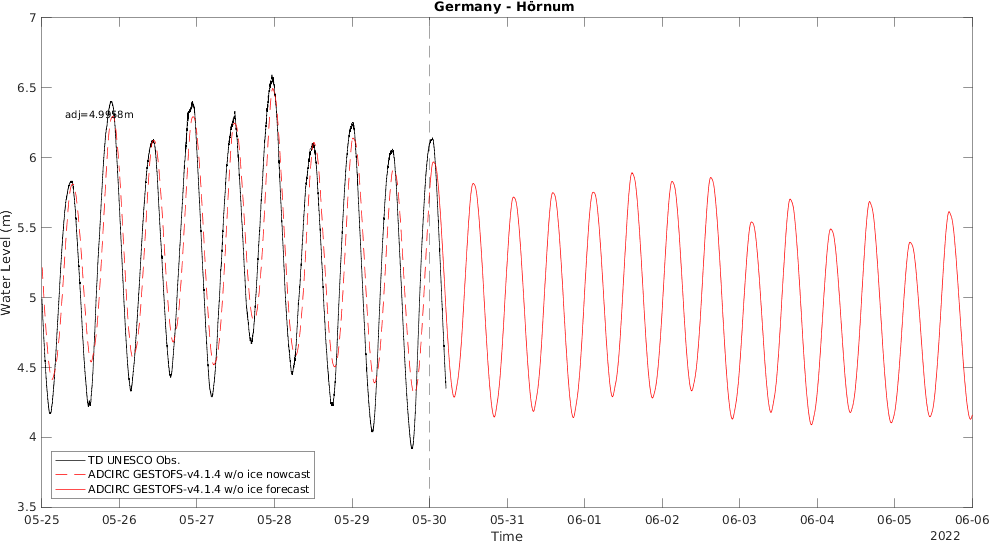 Germany - Hörnum
7
6.5
adj=4.9958m
6
5.5
5
4.5
4
3.5
Water Level (m)
TD UNESCO Obs.
ADCIRC GESTOFS-v4.1.4 w/o ice nowcast
ADCIRC GESTOFS-v4.1.4 w/o ice forecast
05-25 05-26 05-27 05-28 05-29 05-30 05-31 06-01 06-02 06-03 06-04 06-05 06-06
Time
2022